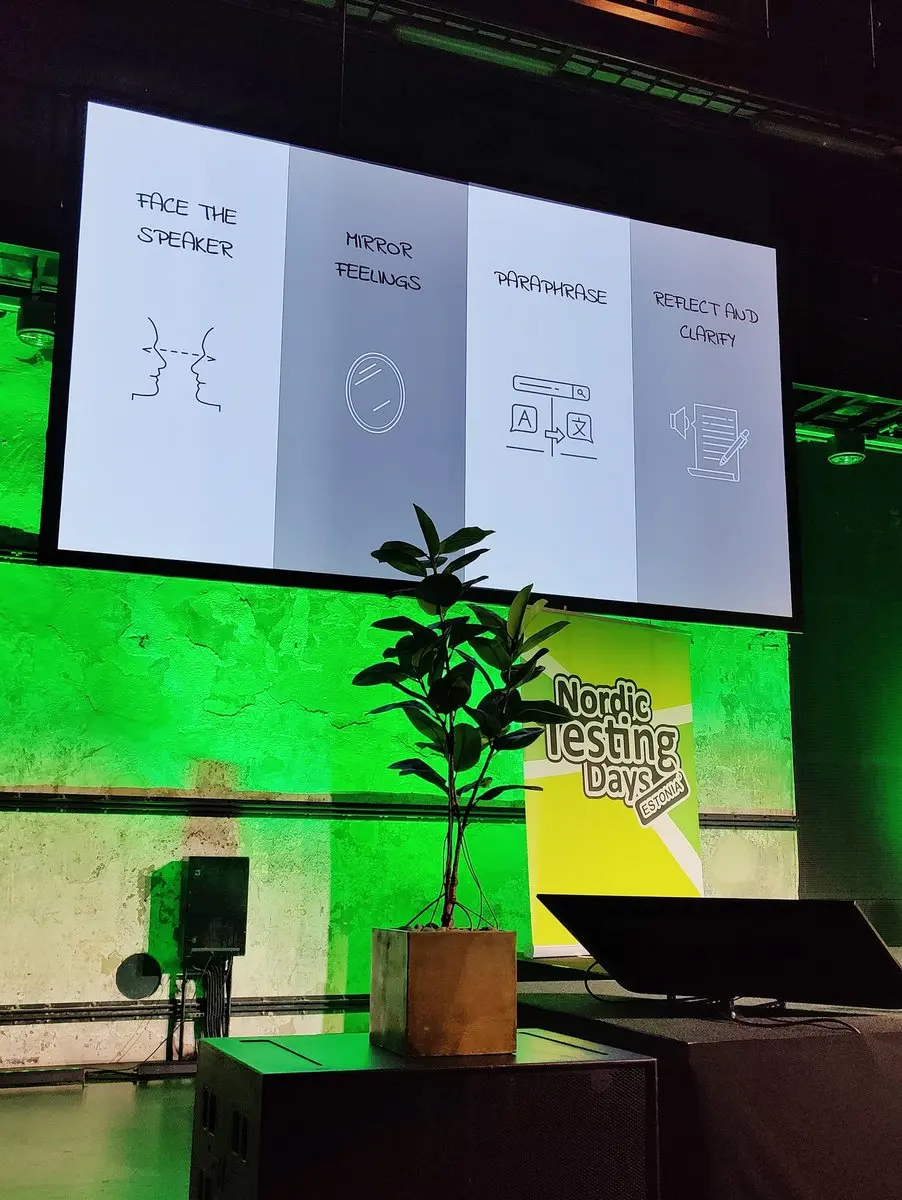 FACE THE
SPEAKER
MIRROR
FEELINGS
PARAPHRASE
A
文
REFLECT AND
CLARIFY
Nordic
Testing
Days
ESTONIA